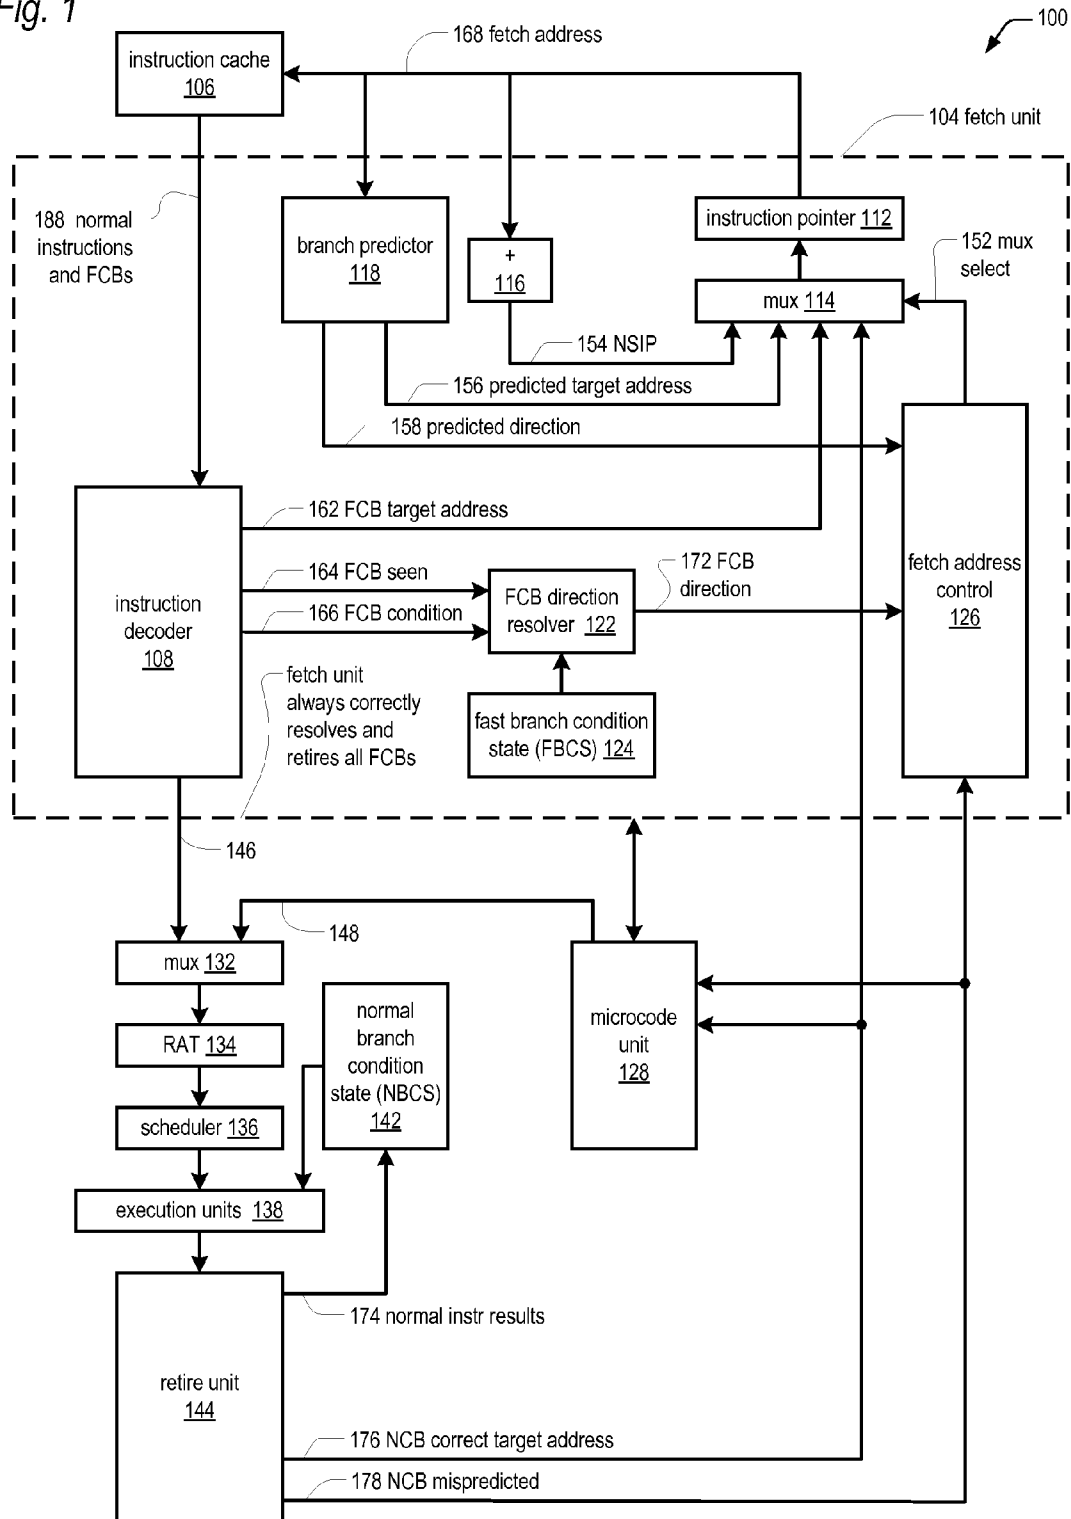 Fig. 1
100
168 fetch address
instruction cache
106
104 fetch unit
188 normal
instructions
and FCBs
branch predictor
118
+
116
instruction pointer 112
152 mux
select
mux 114
154 NSIP
156 predicted target address
158 predicted direction
162 FCB target address
164 FCB seen
166 FCB condition
172 FCB
direction
instruction
decoder
108
FCB direction
resolver 122
fetch address
control
126
fetch unit
always correctly
resolves and
retires all FCBs
fast branch condition
state (FBCS) 124
146
148
mux 132
RAT 134
scheduler 136
execution units 138
normal
branch
condition
state (NBCS)
142
microcode
unit
128
174 normal instr results
retire unit
144
176 NCB correct target address
178 NCB mispredicted